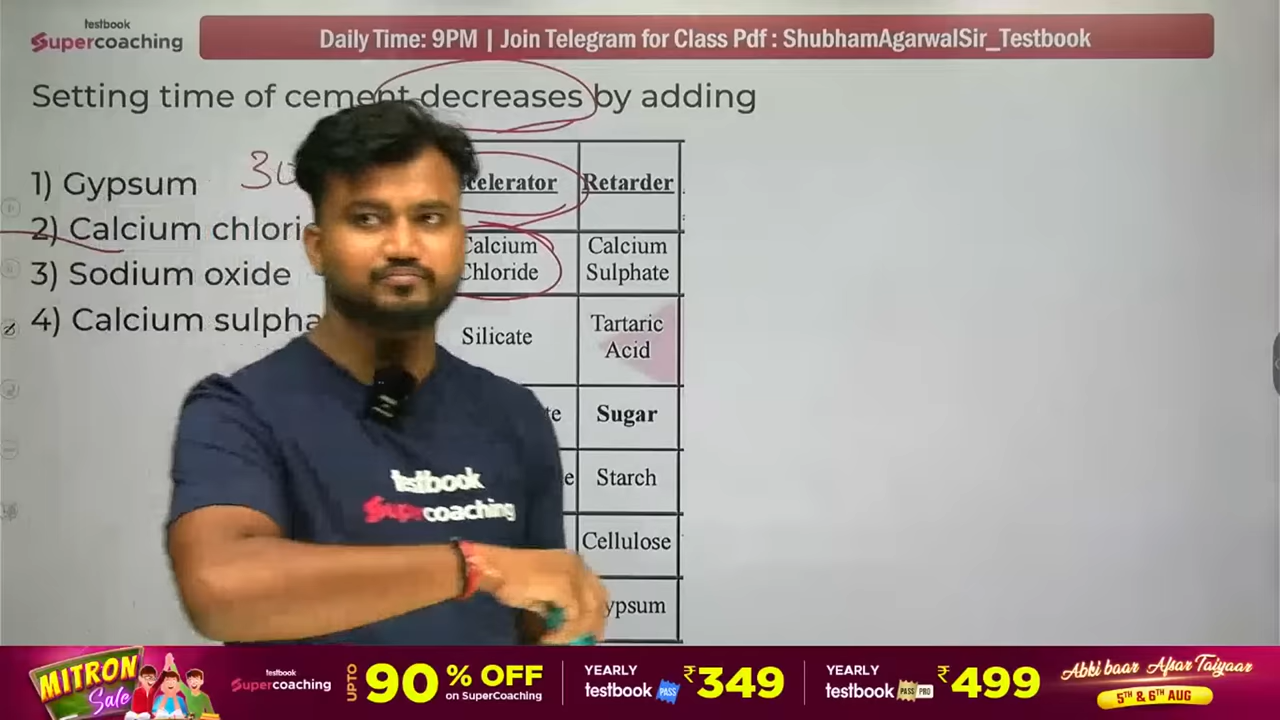 testbook
Supercoaching
Daily Time: 9PM | Join Telegram for Class Pdf : ShubhamAgarwalSir_Testbook
Setting time of cement decreases by adding
1) Gypsum
30
2) Calcium chlori
3) Sodium oxide
4) Calcium sulpha
celerator Retarder
Calcium Chloride
Calcium Sulphate
Silicate
Tartaric Acid
te Sugar
e Starch
Cellulose
ypsum
testbook
Supercoaching
MITRON
Sale
testbook
Supercoaching
UPTO 90 % OFF
on SuperCoaching
YEARLY
testbook PASS
₹349
YEARLY
testbook PASS PRO
₹499
Abki baar Afsar Taiyaar
5TH & 6TH AUG